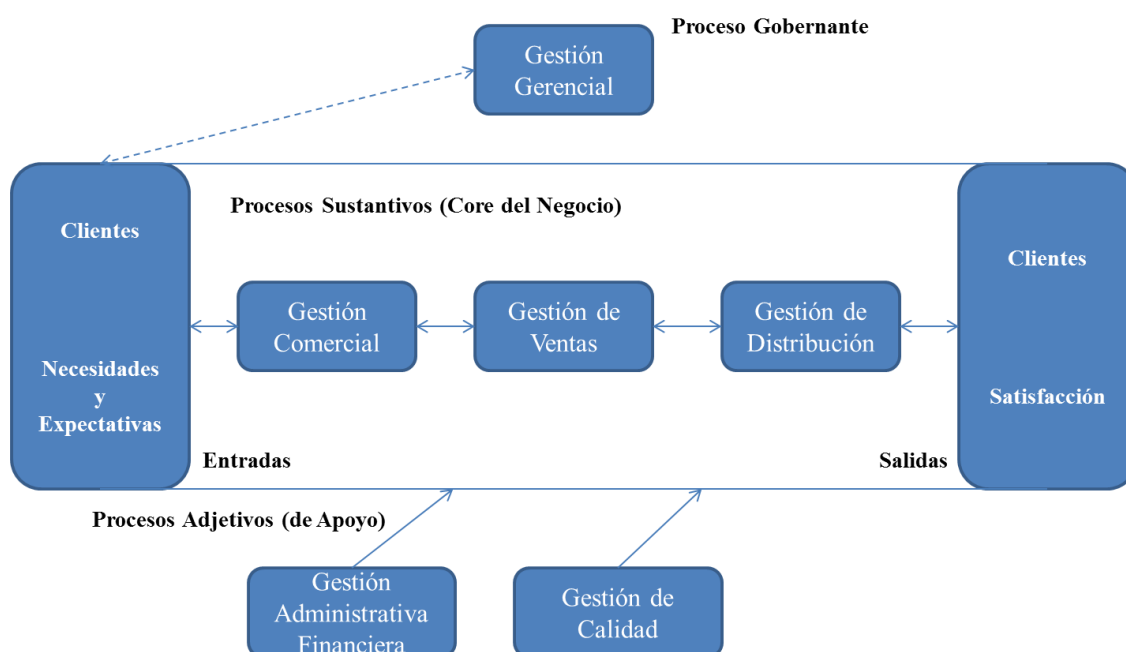 Proceso Gobernante
Gestión
Gerencial
Procesos Sustantivos (Core del Negocio)
Clientes
Necesidades
y
Expectativas
Gestión
Comercial
Gestión de
Ventas
Gestión de
Distribución
Clientes
Satisfacción
Entradas
Salidas
Procesos Adjetivos (de Apoyo)
Gestión
Administrativa
Financiera
Gestión de
Calidad